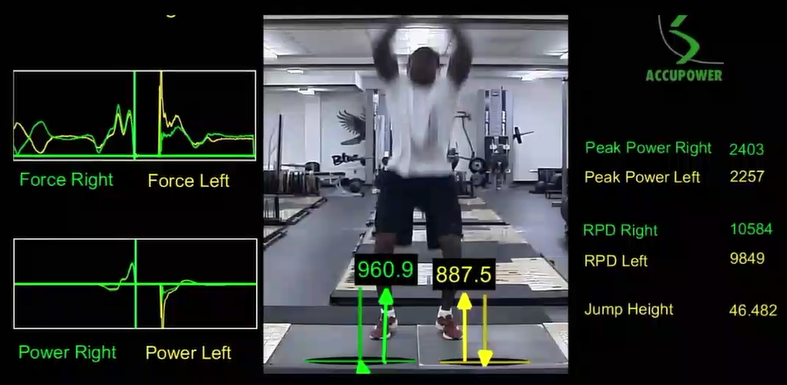 Force Right
Force Left
Power Right
Power Left
960.9
887.5
ACCUPOWER
Peak Power Right 2403
Peak Power Left 2257
RPD Right 10584
RPD Left 9849
Jump Height 46.482